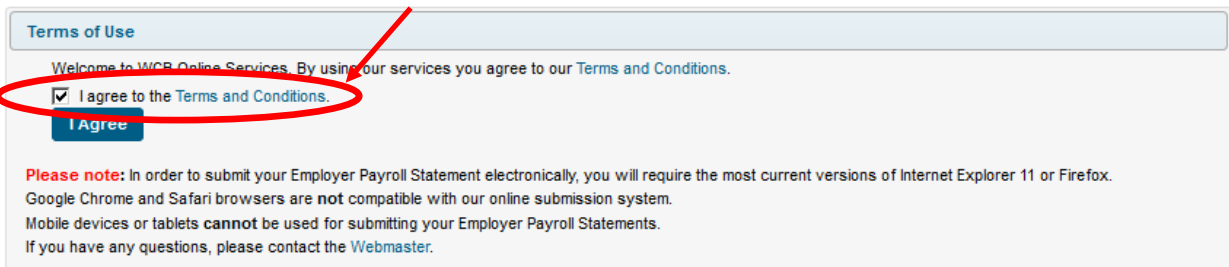 Terms of Use
Welcome to WCB Online Services. By using our services you agree to our Terms and Conditions.
I agree to the Terms and Conditions.
I Agree
Please note: In order to submit your Employer Payroll Statement electronically, you will require the most current versions of Internet Explorer 11 or Firefox.
Google Chrome and Safari browsers are not compatible with our online submission system.
Mobile devices or tablets cannot be used for submitting your Employer Payroll Statements.
If you have any questions, please contact the Webmaster.